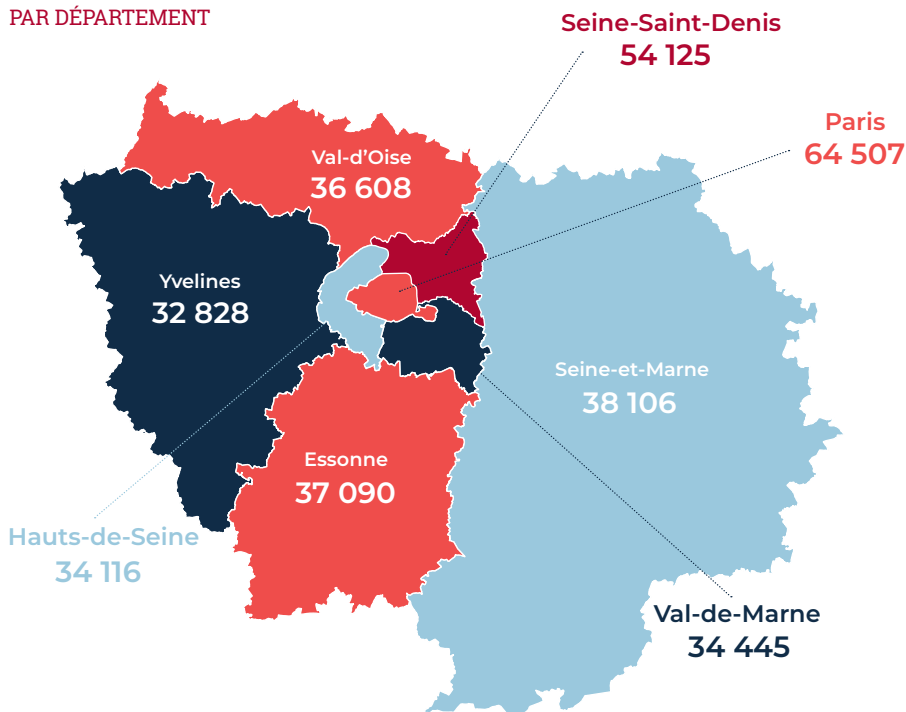 PAR DÉPARTEMENT
Seine-Saint-Denis
54 125
Paris
64 507
Val-d'Oise
36 608
Yvelines
32 828
Seine-et-Marne
38 106
Essonne
37 090
Hauts-de-Seine
34 116
Val-de-Marne
34 445